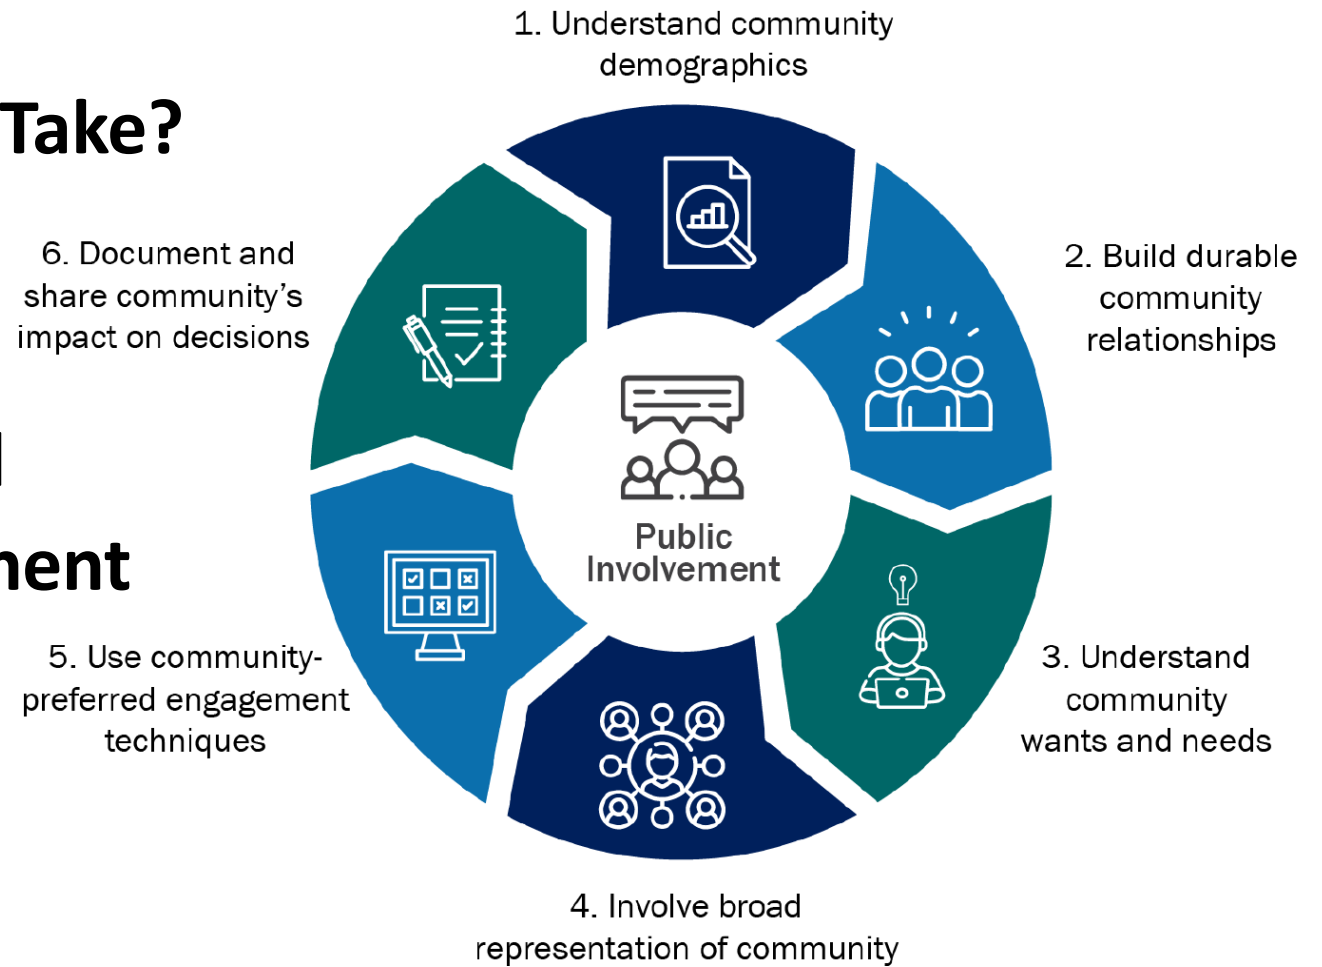 1. Understand community
demographics
Take?
6. Document and
share community's
impact on decisions
2. Build durable
community
relationships
Public
Involvement
5. Use community-
preferred engagement
techniques
3. Understand
community
wants and needs
4. Involve broad
representation of community